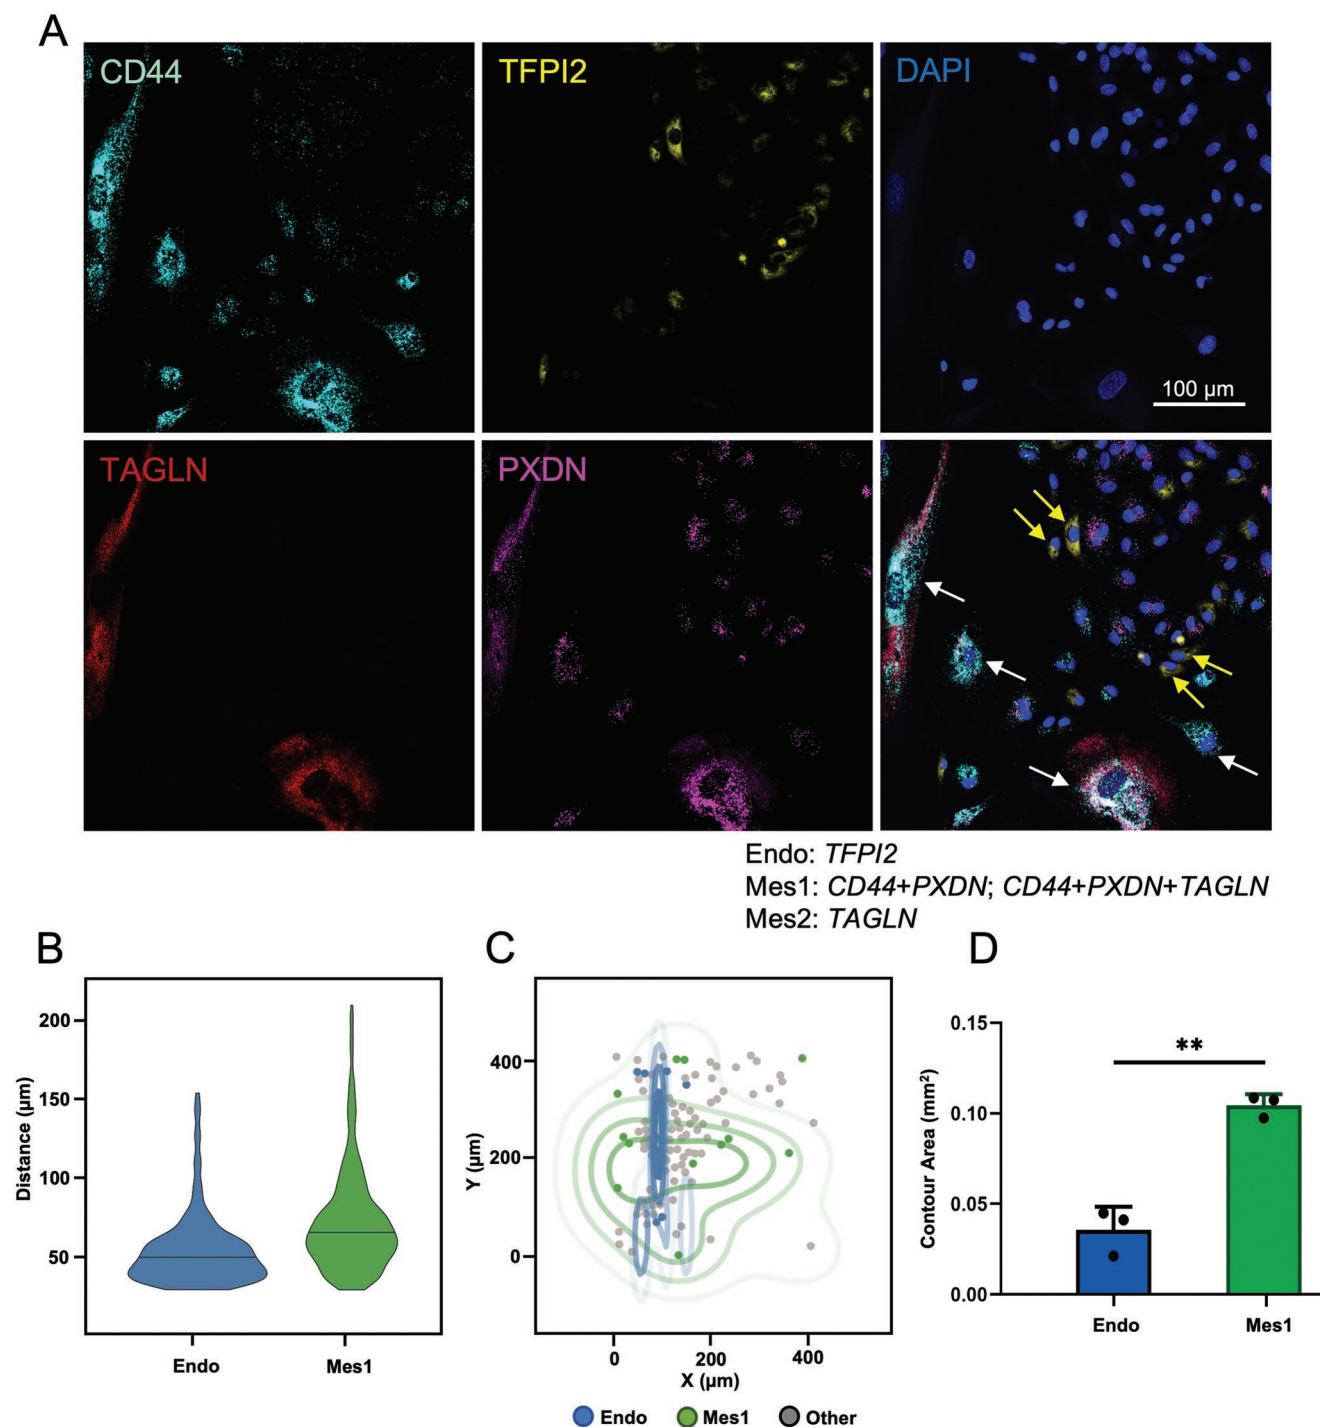 A
CD44
TFPI2
DAPI
100 µm
TAGLN
PXDN
Endo: TFPI2
Mes1: CD44+PXDN; CD44+PXDN+TAGLN
Mes2: TAGLN
B
Distance (µm)
200
150
100
50
Endo
Mes1
C
Y (µm)
400
200
0
0
200
400
X (µm)
Endo
Mes1
Other
D
Contour Area (mm²)
0.15
0.10
0.05
0.00
**
Endo
Mes1